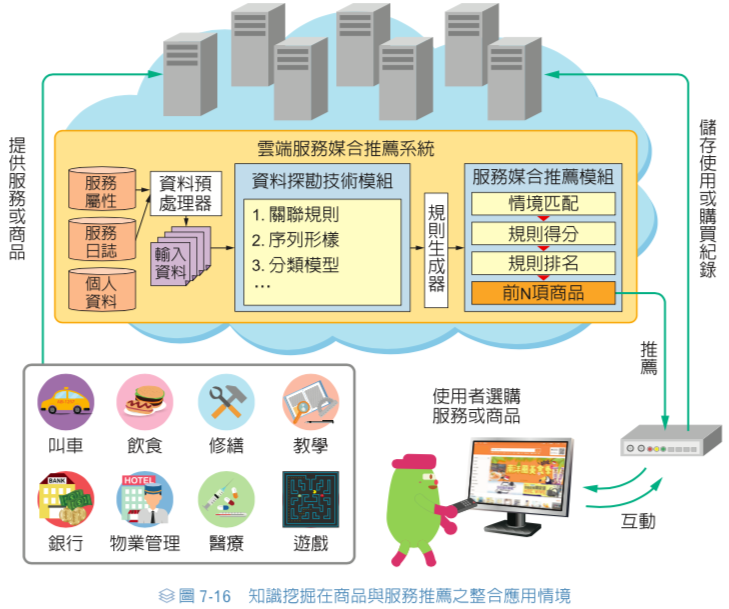 雲端服務媒合推薦系統
提供服務或商品
儲存使用或購買紀錄
服務
屬性
服務
日誌
個人
資料
資料預
處理器
輸入
資料
資料探勘技術模組
1. 關聯規則
2. 序列形樣
3. 分類模型
…
規則生成器
服務媒合推薦模組
情境匹配
規則得分
規則排名
前N項商品
推薦
叫車
飲食
修繕
教學
BANK
銀行
HOTEL
物業管理
醫療
遊戲
使用者選購
服務或商品
互動
圖 7-16 知識挖掘在商品與服務推薦之整合應用情境